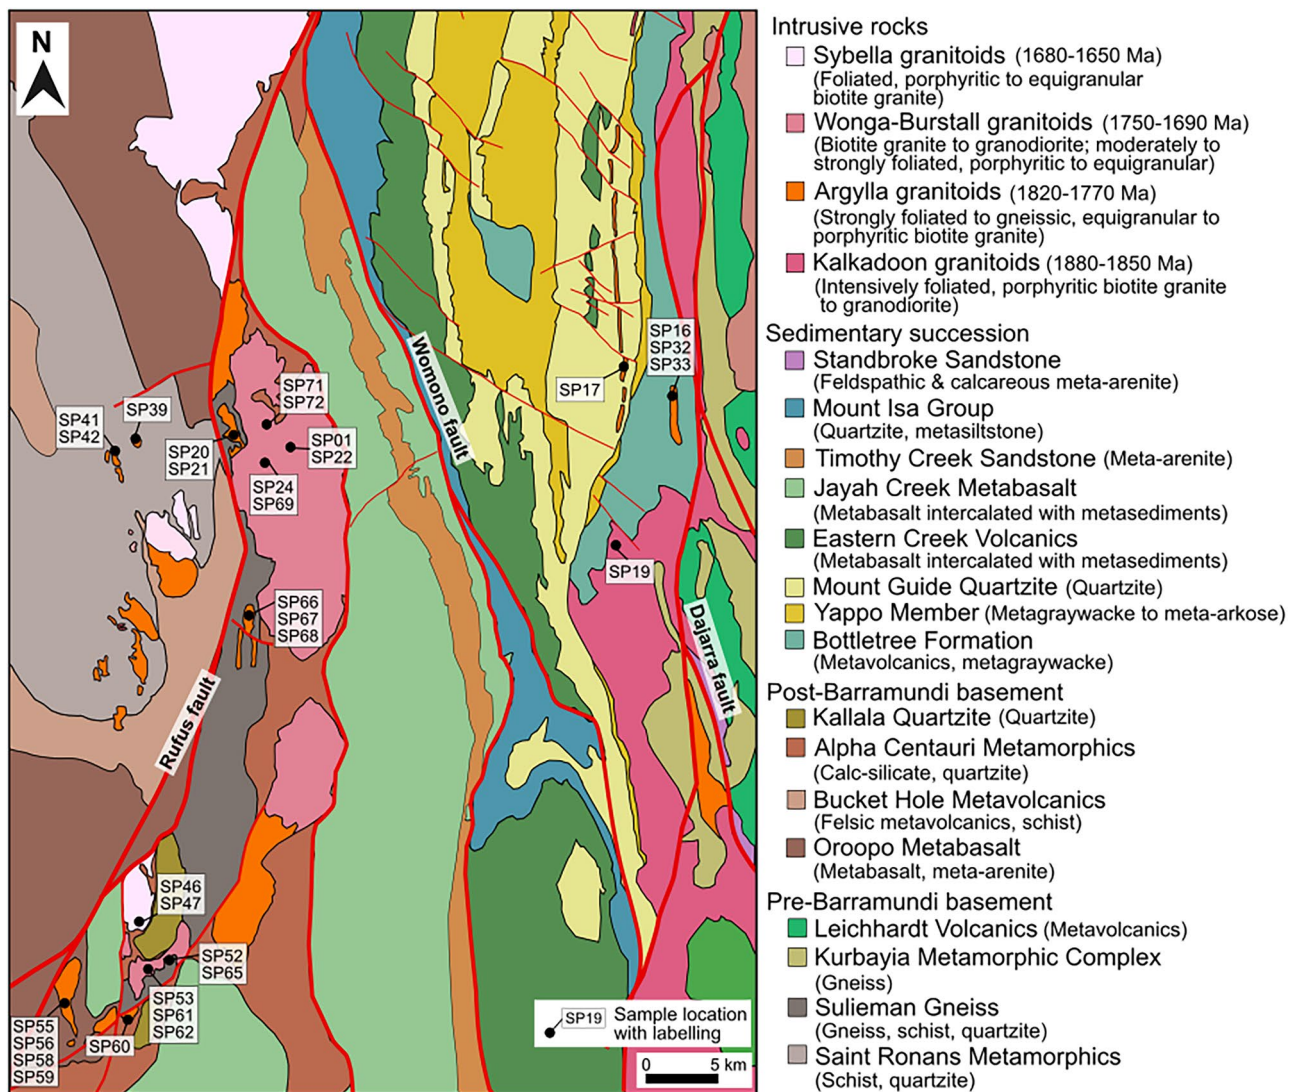 N
Womono fault
SP16
SP32
SP33
SP17
SP71
SP72
SP39
SP41
SP42
SP20
SP21
SP01
SP22
SP24
SP69
SP19
SP66
SP67
SP68
Dajarra fault
Rufus fault
SP46
SP47
SP52
SP65
SP53
SP61
SP62
SP55
SP56
SP58
SP59
SP60
SP19 Sample location
with labelling
0 5 km
Intrusive rocks
Sybella granitoids (1680-1650 Ma)
(Foliated, porphyritic to equigranular
biotite granite)
Wonga-Burstall granitoids (1750-1690 Ma)
(Biotite granite to granodiorite; moderately to
strongly foliated, porphyritic to equigranular)
Argylla granitoids (1820-1770 Ma)
(Strongly foliated to gneissic, equigranular to
porphyritic biotite granite)
Kalkadoon granitoids (1880-1850 Ma)
(Intensively foliated, porphyritic biotite granite
to granodiorite)
Sedimentary succession
Standbroke Sandstone
(Feldspathic & calcareous meta-arenite)
Mount Isa Group
(Quartzite, metasiltstone)
Timothy Creek Sandstone (Meta-arenite)
Jayah Creek Metabasalt
(Metabasalt intercalated with metasediments)
Eastern Creek Volcanics
(Metabasalt intercalated with metasediments)
Mount Guide Quartzite (Quartzite)
Yappo Member (Metagraywacke to meta-arkose)
Bottletree Formation
(Metavolcanics, metagraywacke)
Post-Barramundi basement
Kallala Quartzite (Quartzite)
Alpha Centauri Metamorphics
(Calc-silicate, quartzite)
Bucket Hole Metavolcanics
(Felsic metavolcanics, schist)
Oroopo Metabasalt
(Metabasalt, meta-arenite)
Pre-Barramundi basement
Leichhardt Volcanics (Metavolcanics)
Kurbayia Metamorphic Complex
(Gneiss)
Sulieman Gneiss
(Gneiss, schist, quartzite)
Saint Ronans Metamorphics
(Schist, quartzite)